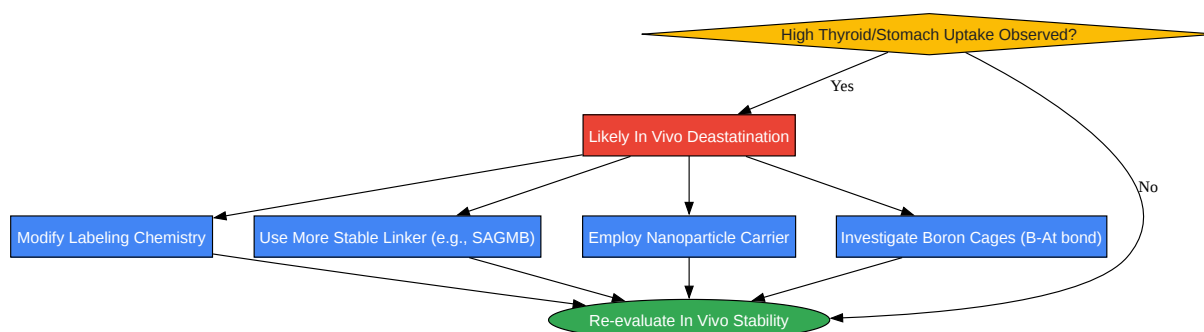 High Thyroid/Stomach Uptake Observed?
Yes
Likely In Vivo Deastatination
No
Modify Labeling Chemistry
Use More Stable Linker (e.g., SAGMB)
Employ Nanoparticle Carrier
Investigate Boron Cages (B-At bond)
Re-evaluate In Vivo Stability